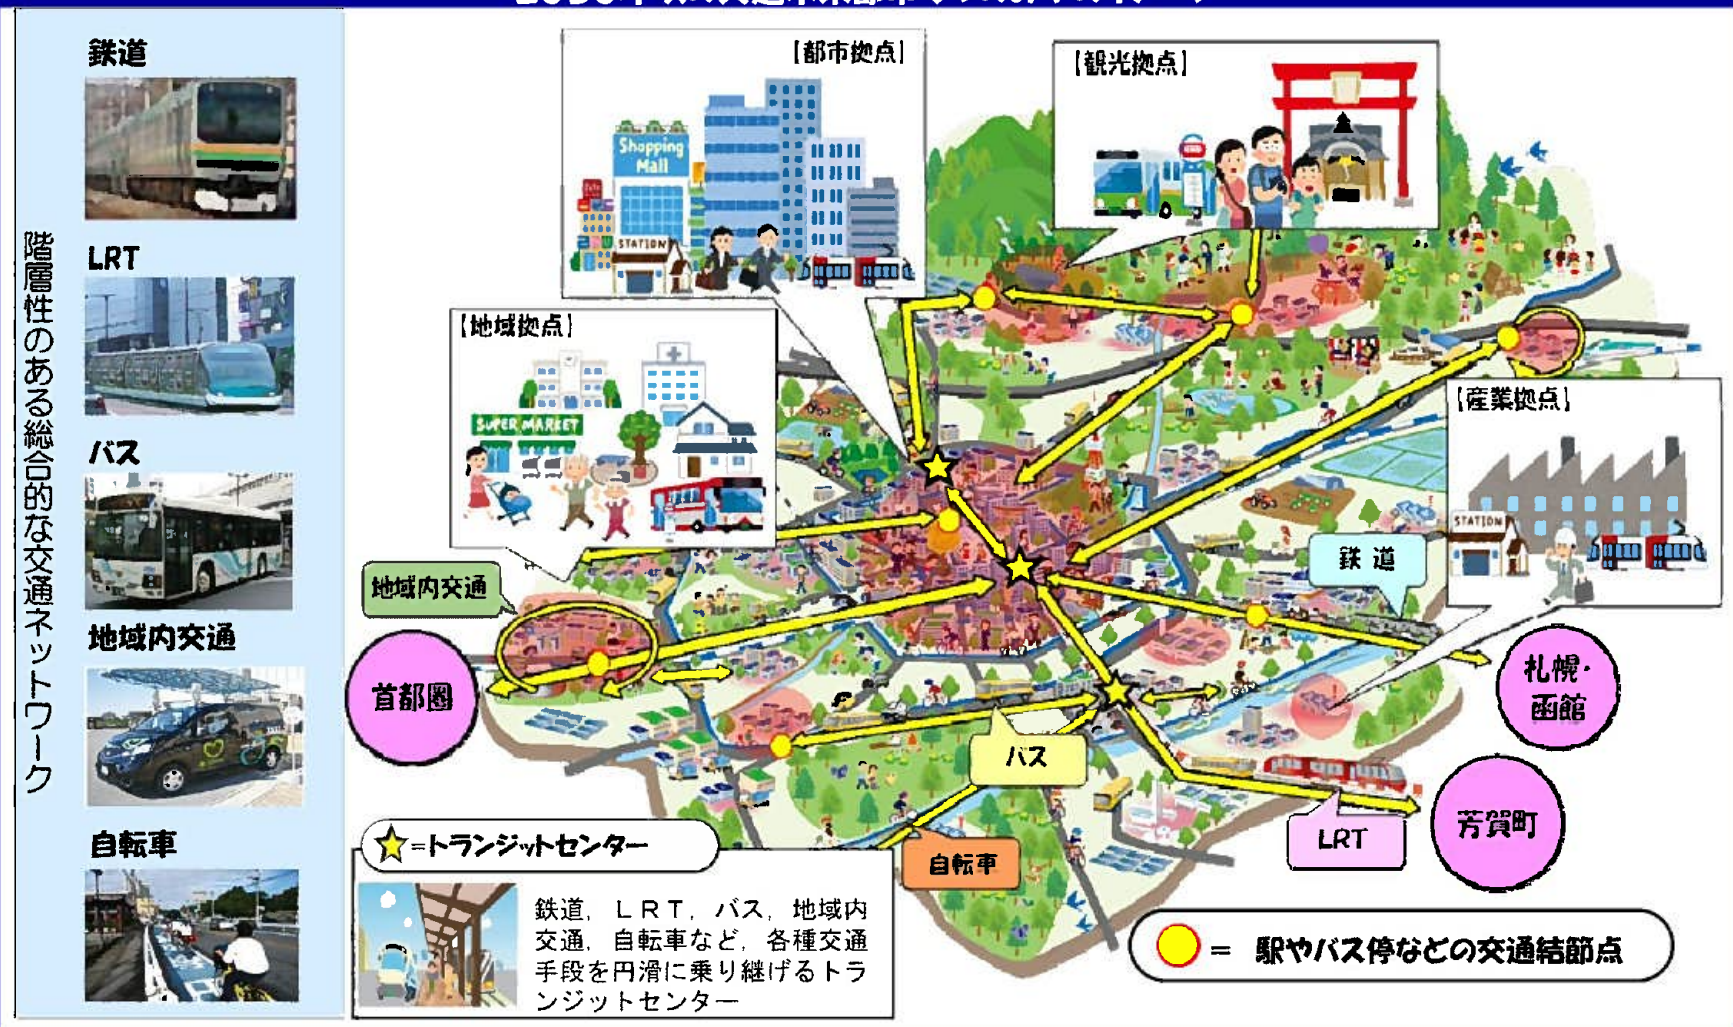 階層性のある総合的な交通ネットワーク
鉄道
LRT
バス
地域内交通
自転車
【都市拠点】
Shopping
Mall
STATION
【観光拠点】
【地域拠点】
SUPER MARKET
【産業拠点】
STATION
鉄道
地域内交通
首都圏
札幌・
函館
バス
芳賀町
LRT
自転車
=トランジットセンター
鉄道，ＬＲＴ，バス，地域内
交通，自転車など，各種交通
手段を円滑に乗り継げるトラ
ンジットセンター
= 駅やバス停などの交通結節点